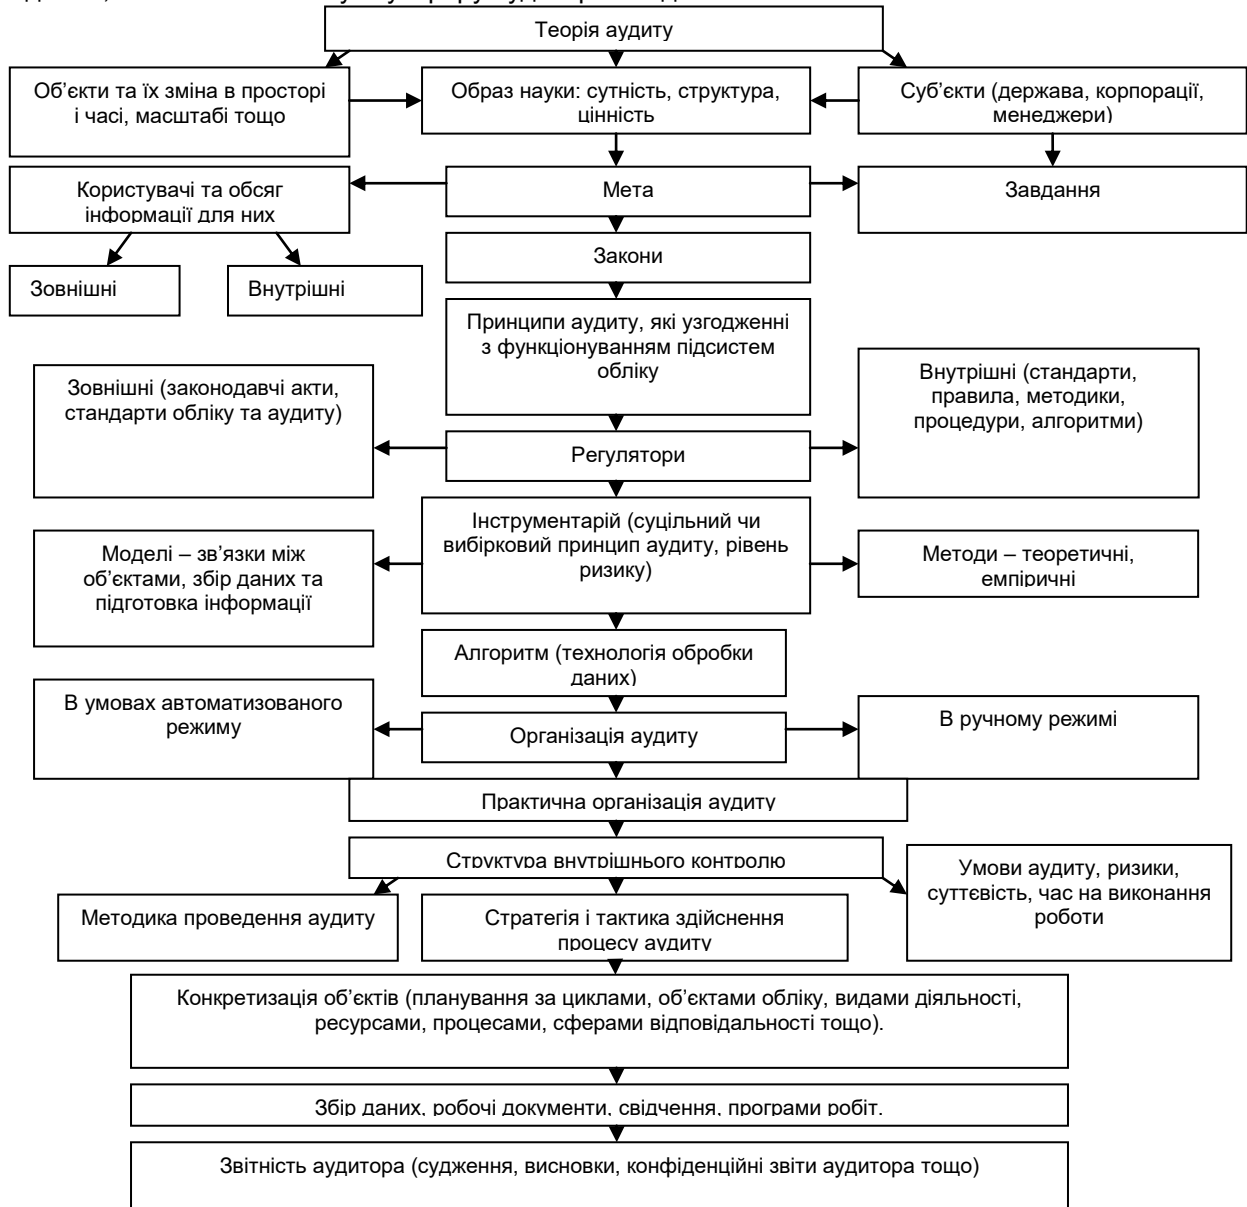 Теорія аудиту
Об’єкти та їх зміна в просторі
і часі, масштабі тощо
Образ науки: сутність, структура,
цінність
Суб’єкти (держава, корпорації,
менеджери)
Користувачі та обсяг
інформації для них
Мета
Завдання
Зовнішні
Внутрішні
Закони
Принципи аудиту, які узгодженні
з функціонуванням підсистем
обліку
Зовнішні (законодавчі акти,
стандарти обліку та аудиту)
Внутрішні (стандарти,
правила, методики,
процедури, алгоритми)
Регулятори
Інструментарій (суцільний чи
вибірковий принцип аудиту, рівень
ризику)
Моделі – зв’язки між
об’єктами, збір даних та
підготовка інформації
Методи – теоретичні,
емпіричні
Алгоритм (технологія обробки
даних)
В умовах автоматизованого
режиму
Організація аудиту
В ручному режимі
Практична організація аудиту
Структура внутрішнього контролю
Методика проведення аудиту
Стратегія і тактика здійснення
процесу аудиту
Умови аудиту, ризики,
суттєвість, час на виконання
роботи
Конкретизація об’єктів (планування за циклами, об’єктами обліку, видами діяльності,
ресурсами, процесами, сферами відповідальності тощо).
Збір даних, робочі документи, свідчення, програми робіт.
Звітність аудитора (судження, висновки, конфіденційні звіти аудитора тощо)